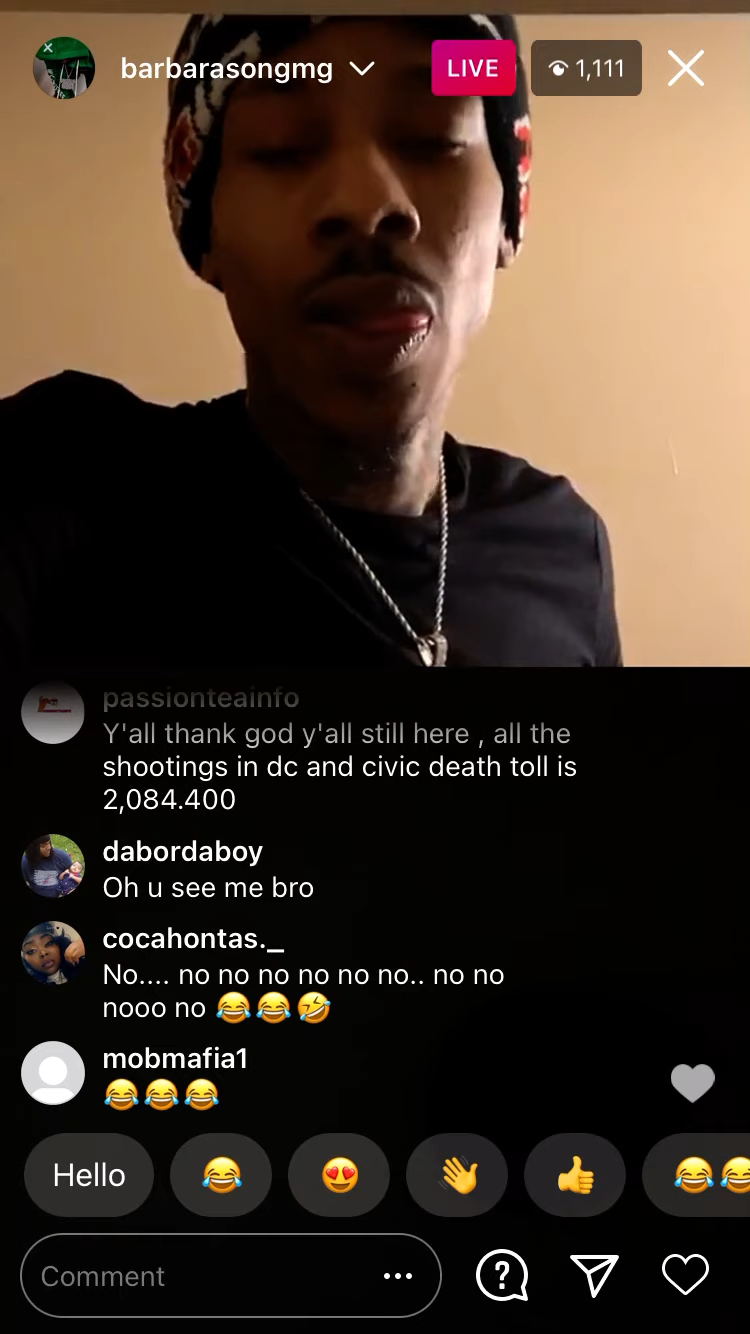 barbarasongmg
LIVE
1,111
passionteainfo
Y'all thank god y'all still here , all the
shootings in dc and civic death toll is
2,084.400
dabordaboy
Oh u see me bro
cocahontas._
No.... no no no no no no.. no no
nooo no 😂😂🤣
mobmafia1
😂😂😂
Hello 😂 😍 👋 👍 😂😂
Comment